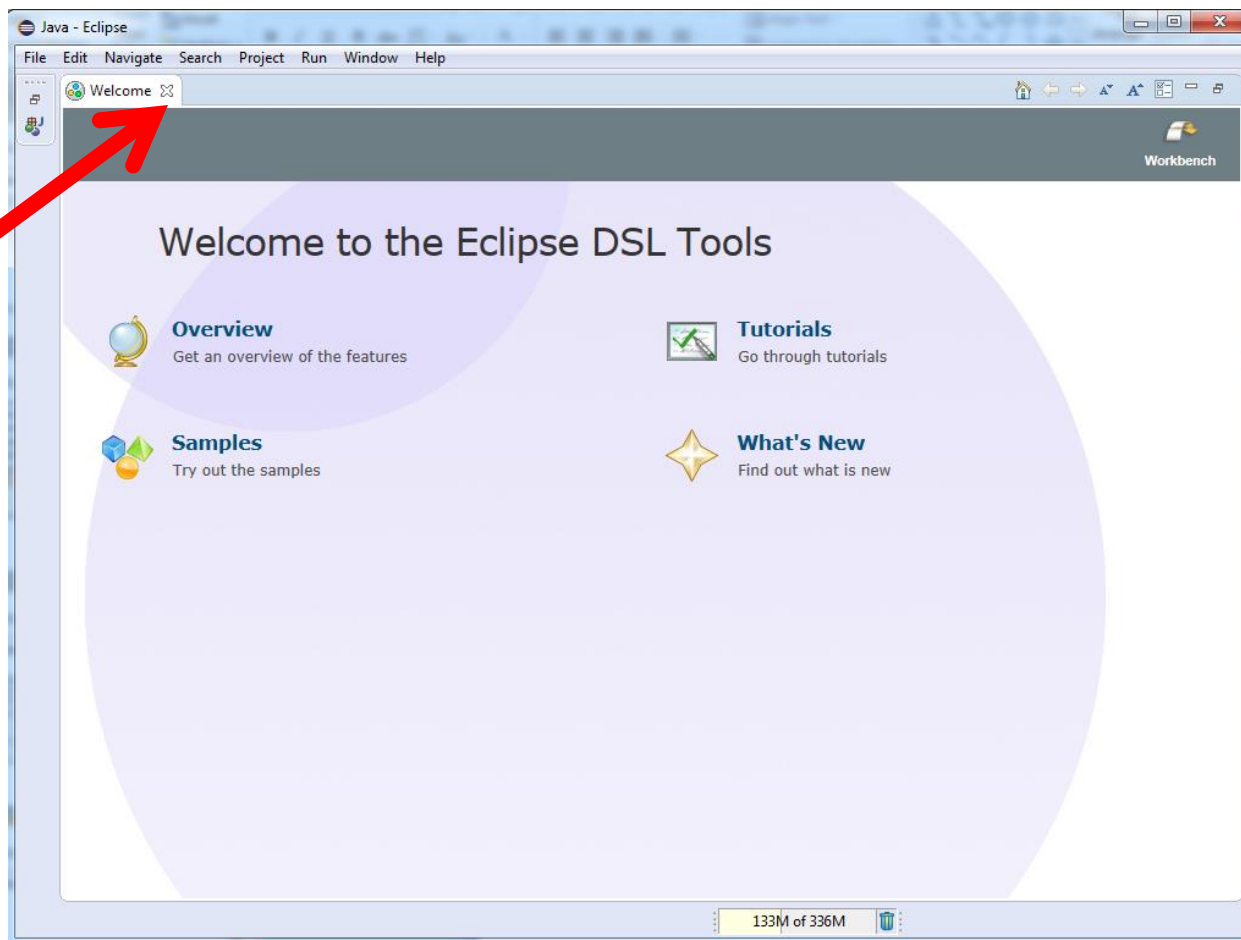 Java - Eclipse
File Edit Navigate Search Project Run Window Help
Welcome
Workbench
Welcome to the Eclipse DSL Tools
Overview
Get an overview of the features
Tutorials
Go through tutorials
Samples
Try out the samples
What's New
Find out what is new
133M of 336M